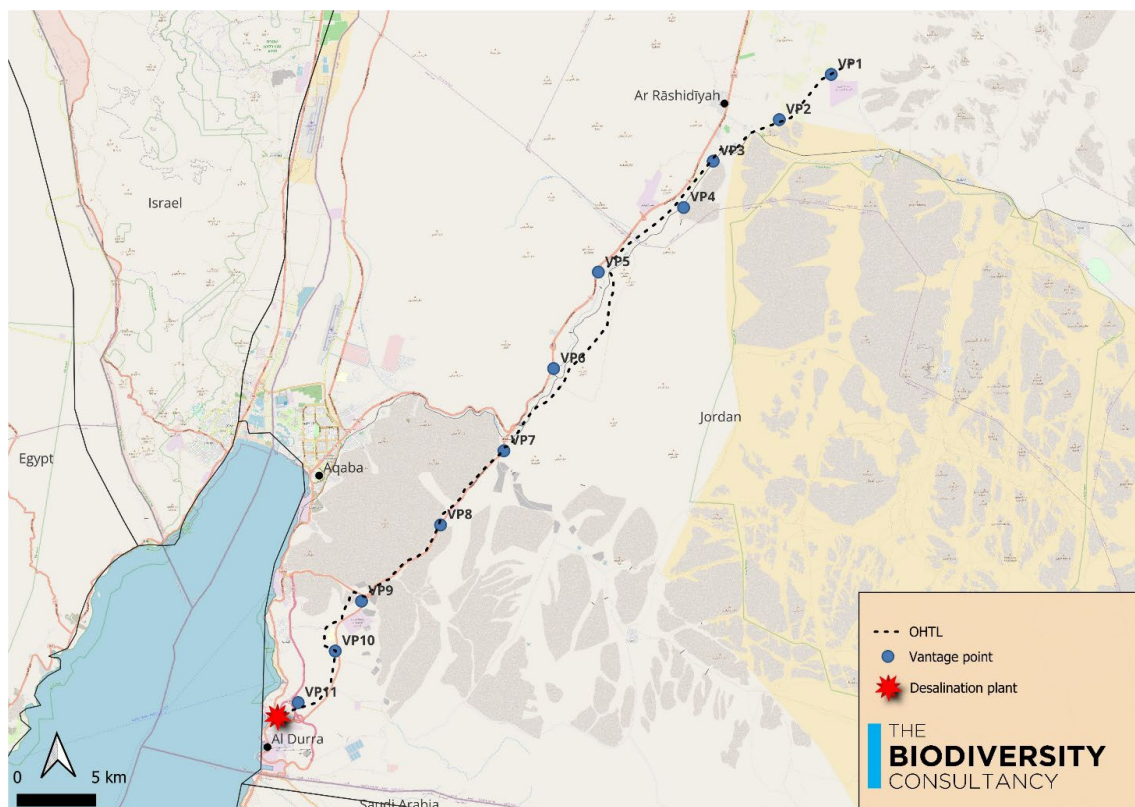 VP1
Ar Rāshidīyah
VP2
VP3
VP4
Israel
VP5
VP6
Jordan
Egypt
VP7
Aqaba
VP8
VP9
VP10
VP11
Al Durra
0 5 km
Saudi Arabia
OHTL
Vantage point
Desalination plant
THE
BIODIVERSITY
CONSULTANCY